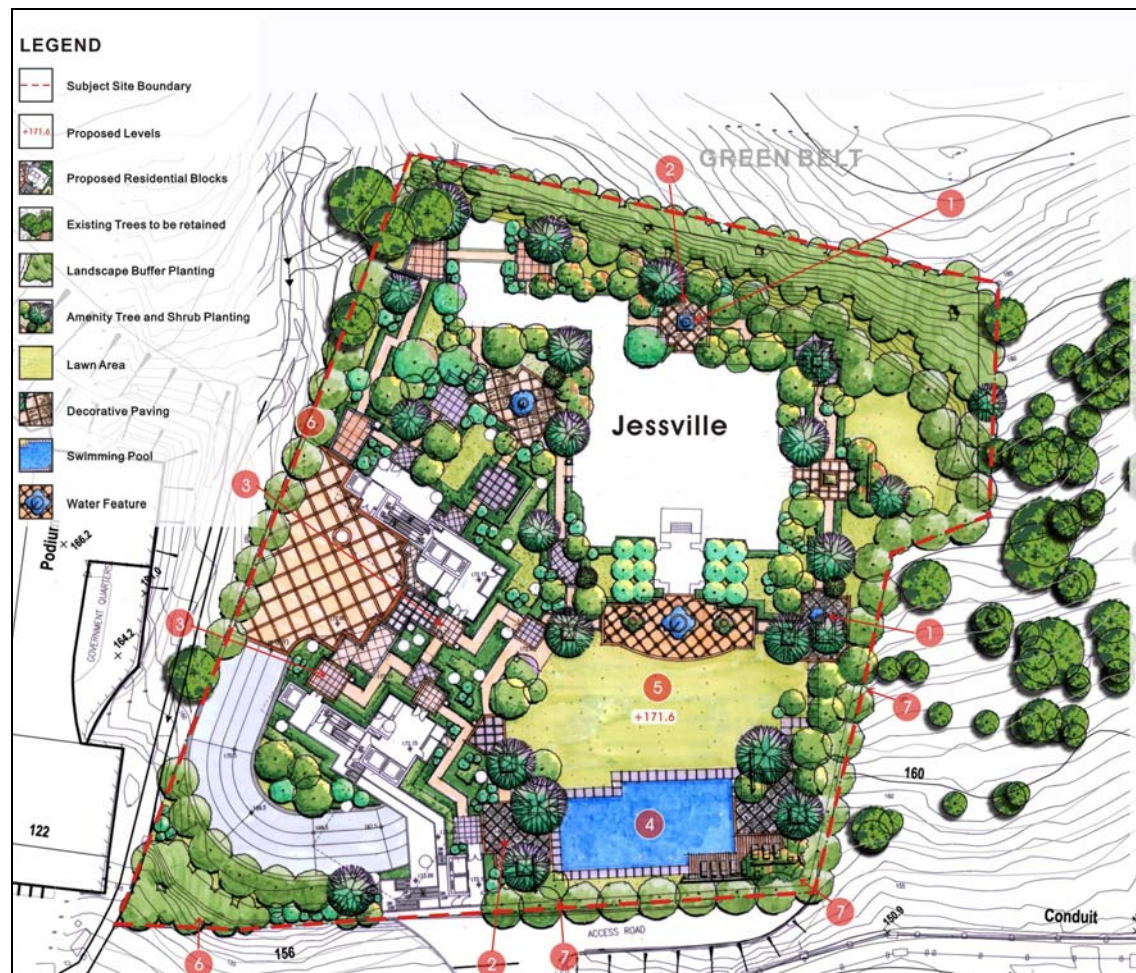 LEGEND
Subject Site Boundary
+171.6
Proposed Levels
Proposed Residential Blocks
Existing Trees to be retained
Landscape Buffer Planting
Amenity Tree and Shrub Planting
Lawn Area
Decorative Paving
Swimming Pool
Water Feature
GREEN BELT
2
1
Jessville
6
3
3
Podium
166.2
GOVERNMENT QUARTERS
164.2
1
5
+171.6
7
160
4
122
7
Conduit
150.9
ACCESS ROAD
156
6
2
7